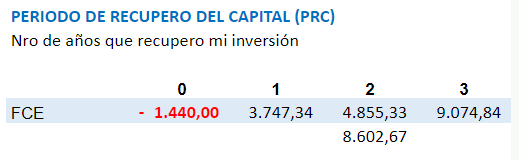 PERIODO DE RECUPERO DEL CAPITAL (PRC)
Nro de años que recupero mi inversión
0 1 2 3
FCE - 1.440,00 3.747,34 4.855,33 9.074,84
8.602,67